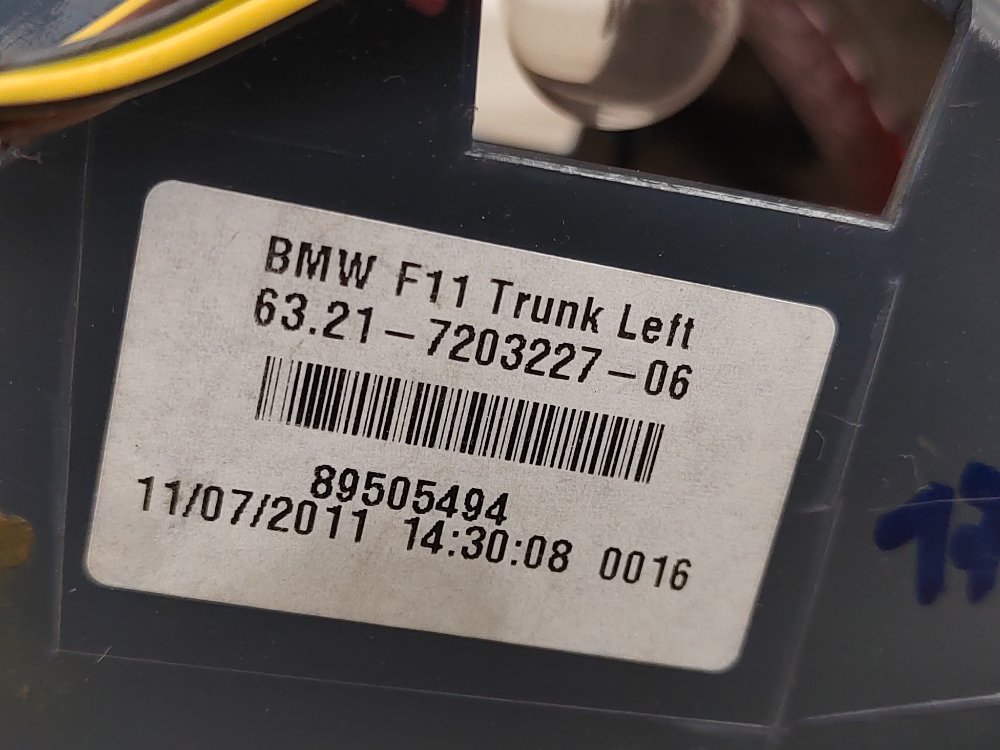 BMW F11 Trunk Left
63.21-7203227-06
89505494
11/07/2011 14:30:08 0016